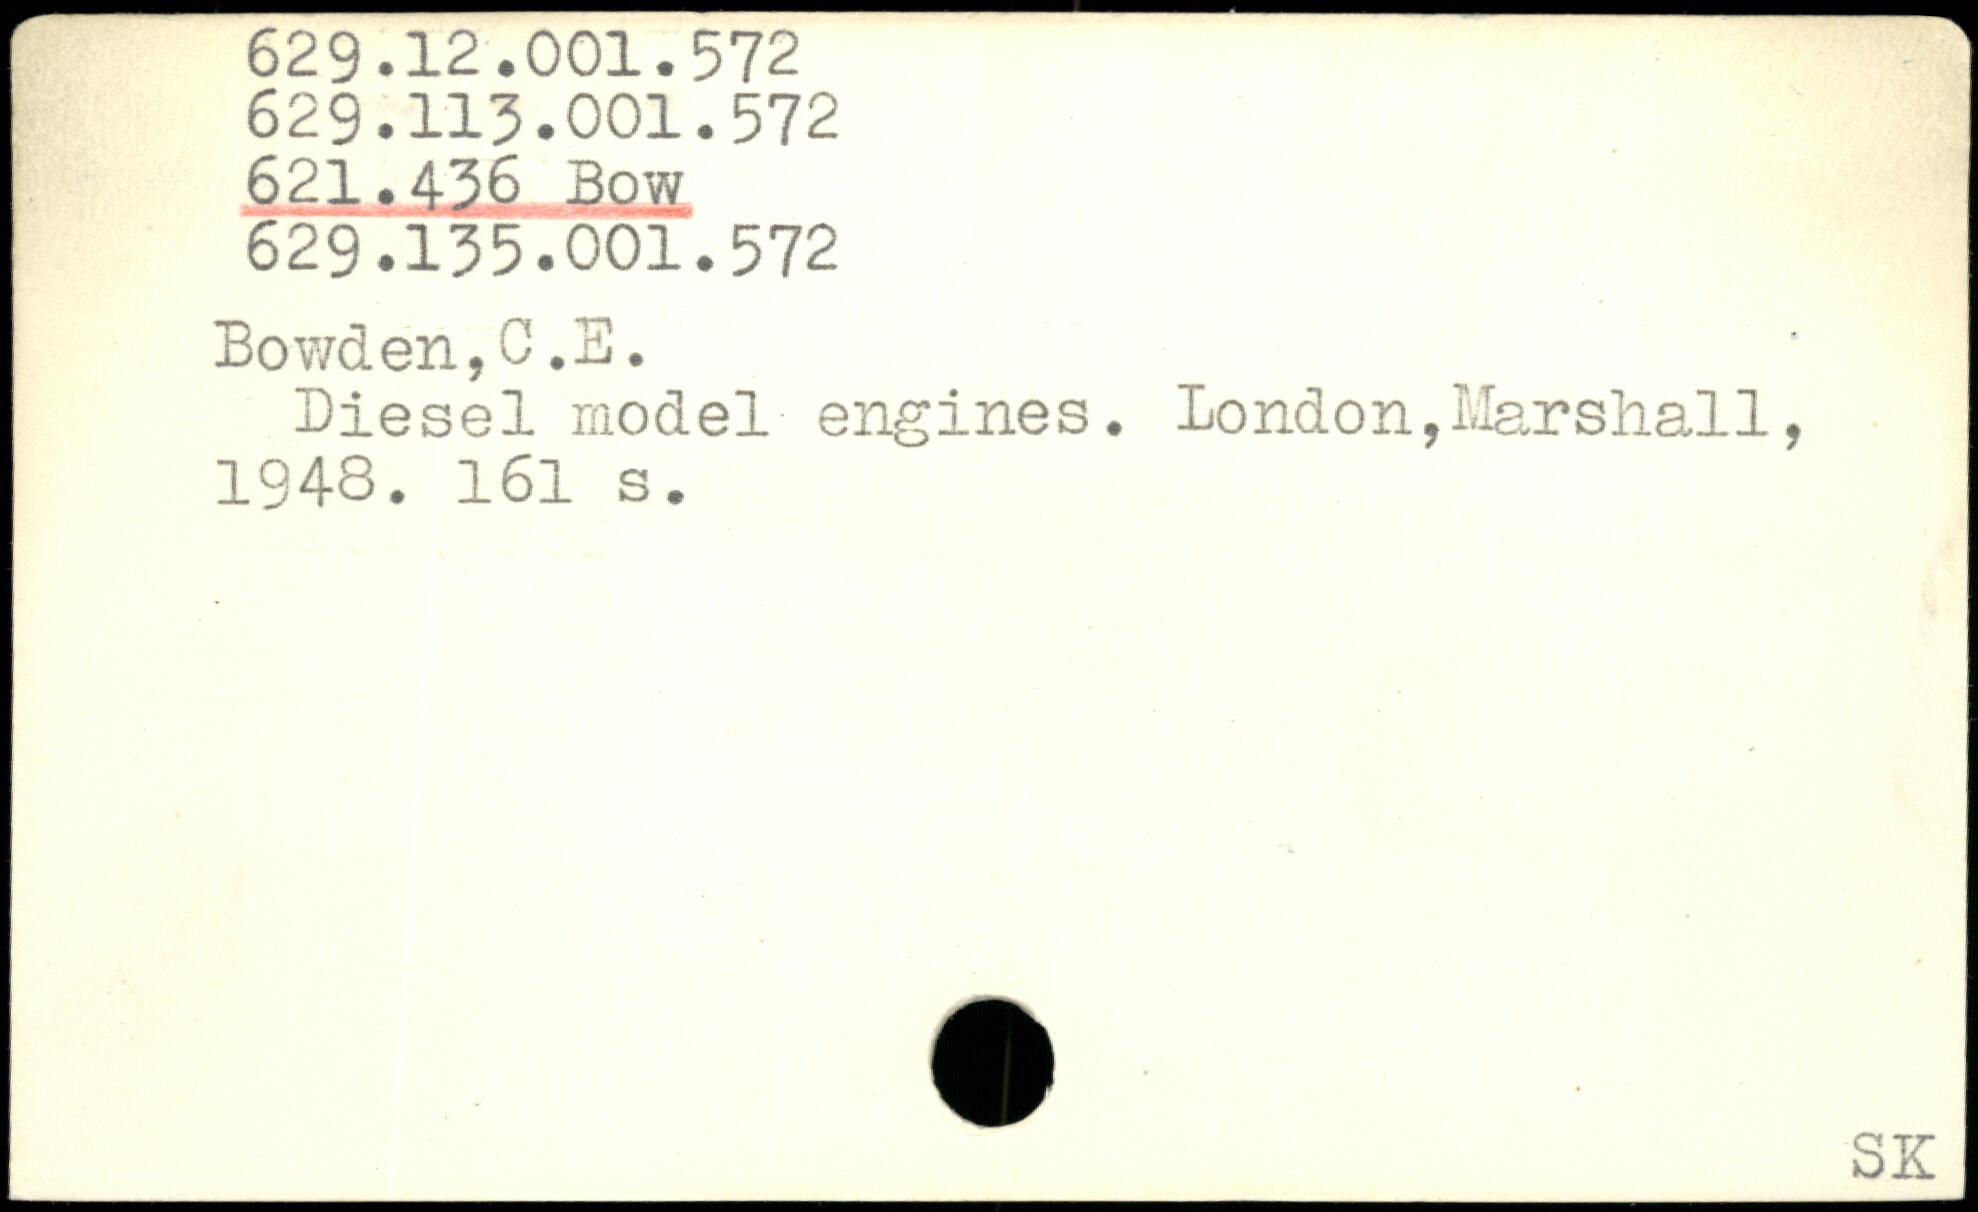 629.12.001.572
629.113.001.572
621.436 Bow
629.135.001.572
Bowden,C.E.
Diesel model engines. London,Marshall,
1948. 161 s.
SK